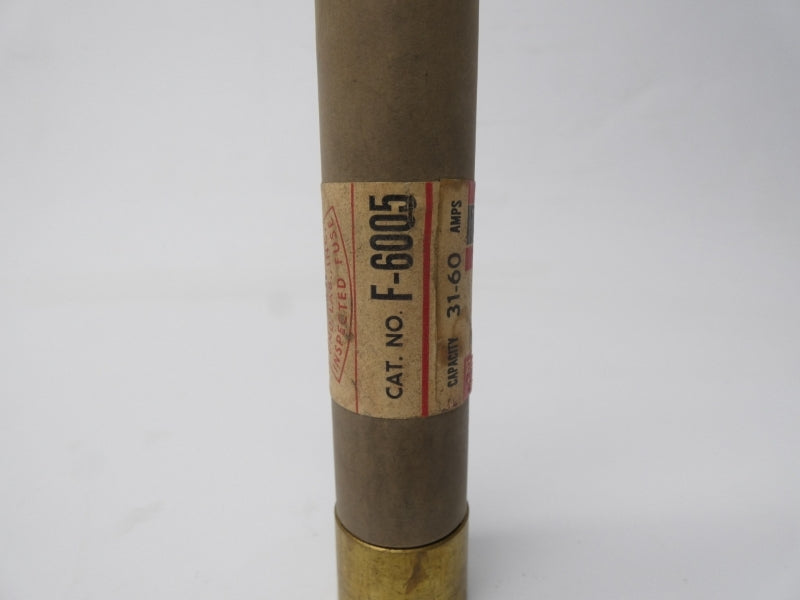 INSPECTED FUSE
CAT. NO. F-6005
CAPACITY 31-60 AMPS